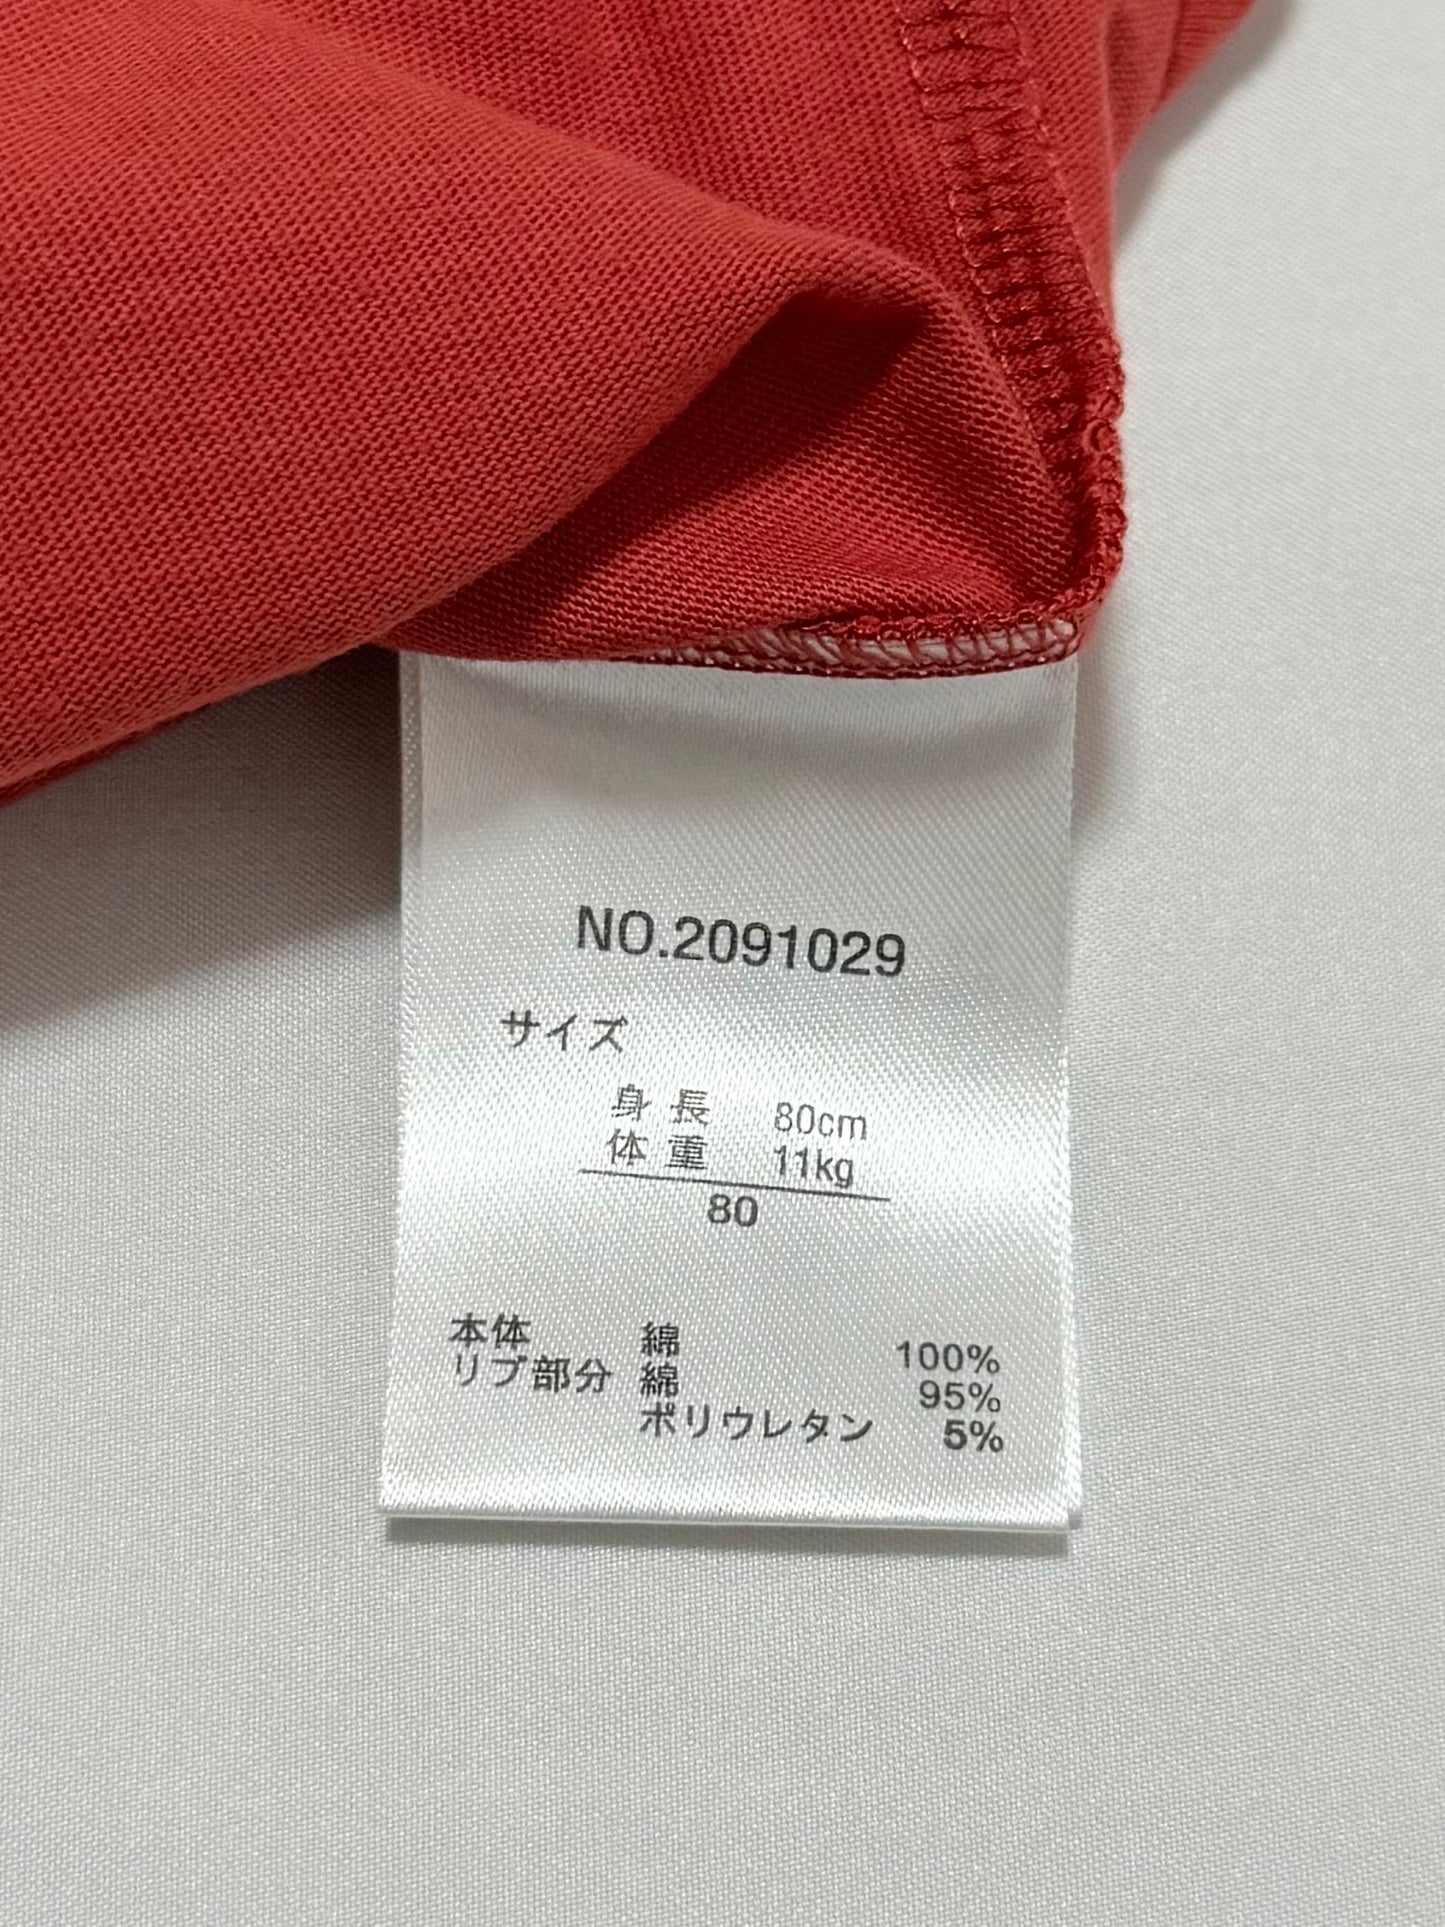 NO.2091029
サイズ
身長 80cm
体重 11kg
80
本体 綿 100%
リブ部分 綿 95%
ポリウレタン 5%